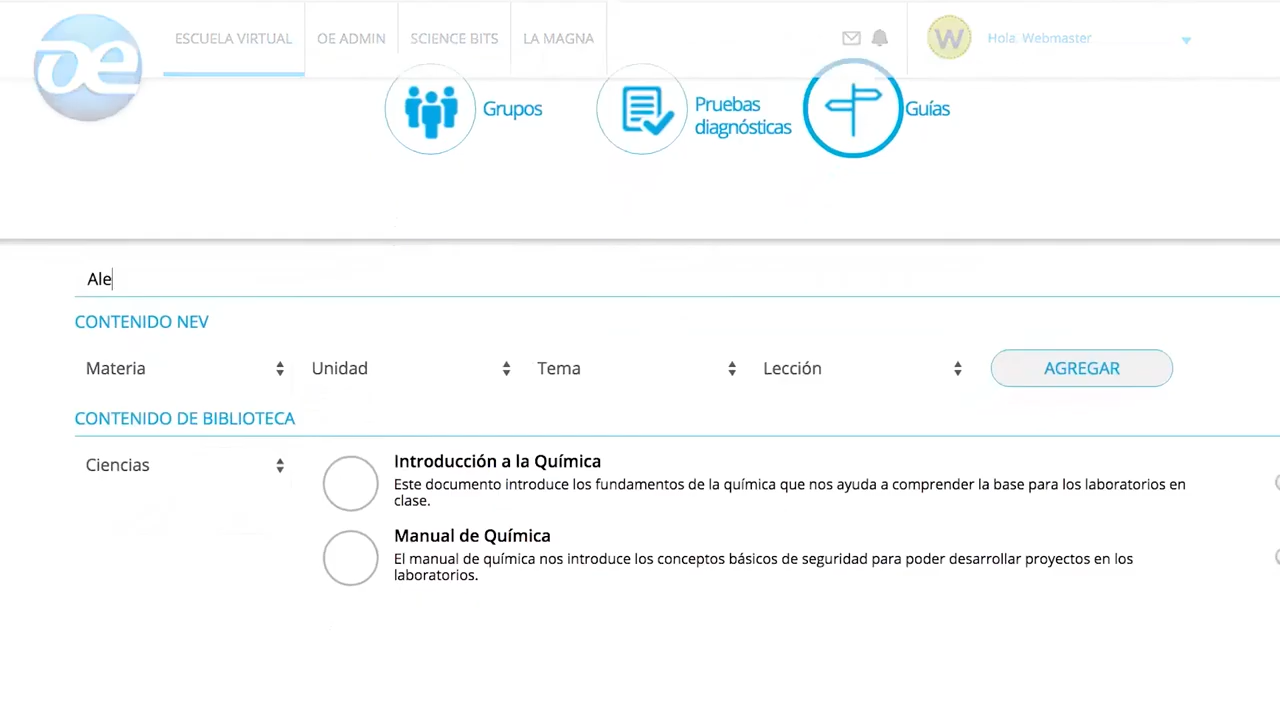 oe
ESCUELA VIRTUAL
OE ADMIN
SCIENCE BITS
LA MAGNA
W
Hola, Webmaster
Grupos
Pruebas
diagnósticas
Guías
Ale
CONTENIDO NEV
Materia
Unidad
Tema
Lección
AGREGAR
CONTENIDO DE BIBLIOTECA
Ciencias
Introducción a la Química
Este documento introduce los fundamentos de la química que nos ayuda a comprender la base para los laboratorios en
clase.
Manual de Química
El manual de química nos introduce los conceptos básicos de seguridad para poder desarrollar proyectos en los
laboratorios.